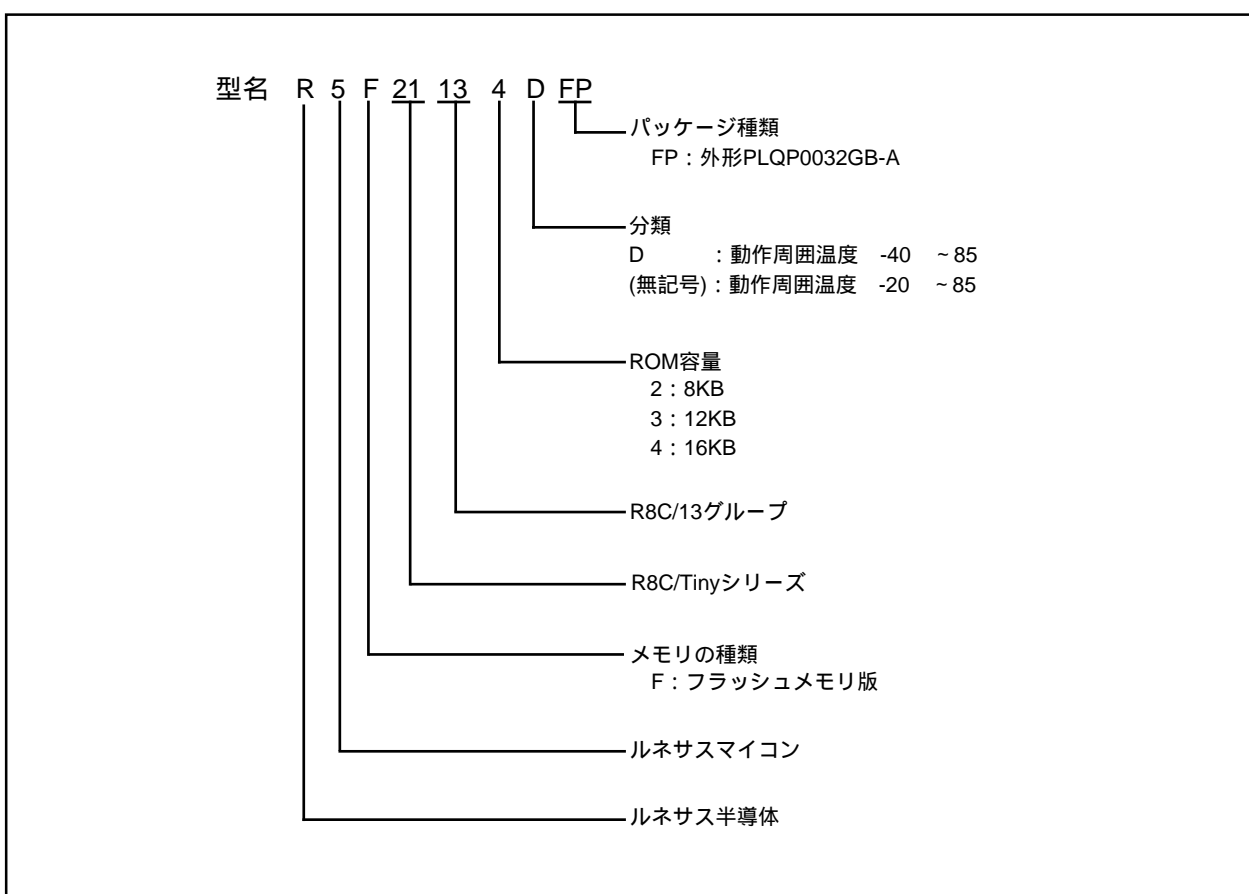 型名 R 5 F 21 13 4 D FP
パッケージ種類
FP：外形PLQP0032GB-A
分類
D ：動作周囲温度 -40 ~ 85
(無記号)：動作周囲温度 -20 ~ 85
ROM容量
2：8KB
3：12KB
4：16KB
R8C/13グループ
R8C/Tinyシリーズ
メモリの種類
F：フラッシュメモリ版
ルネサスマイコン
ルネサス半導体